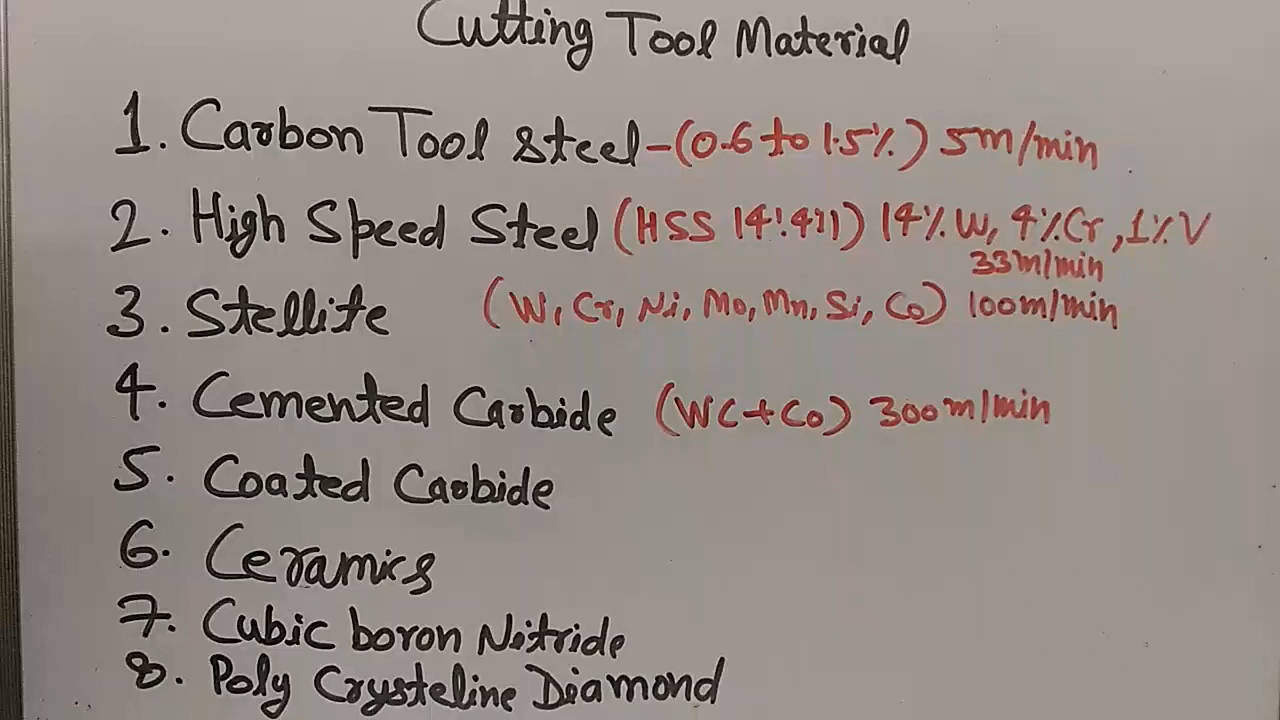 Cutting Tool Material
1. Carbon Tool steel-(0.6 to 1.5%) 5m/min
2. High Speed Steel (HSS 14:4:1) 14% W, 4% Cr, 1% V
33m/min
3. Stellite (W, Cr, Ni, Mo, Mn, Si, Co) 100m/min
4. Cemented Carbide (WC+Co) 300m/min
5. Coated Carbide
6. Ceramics
7. Cubic boron Nitride
8. Poly Crysteline Diamond